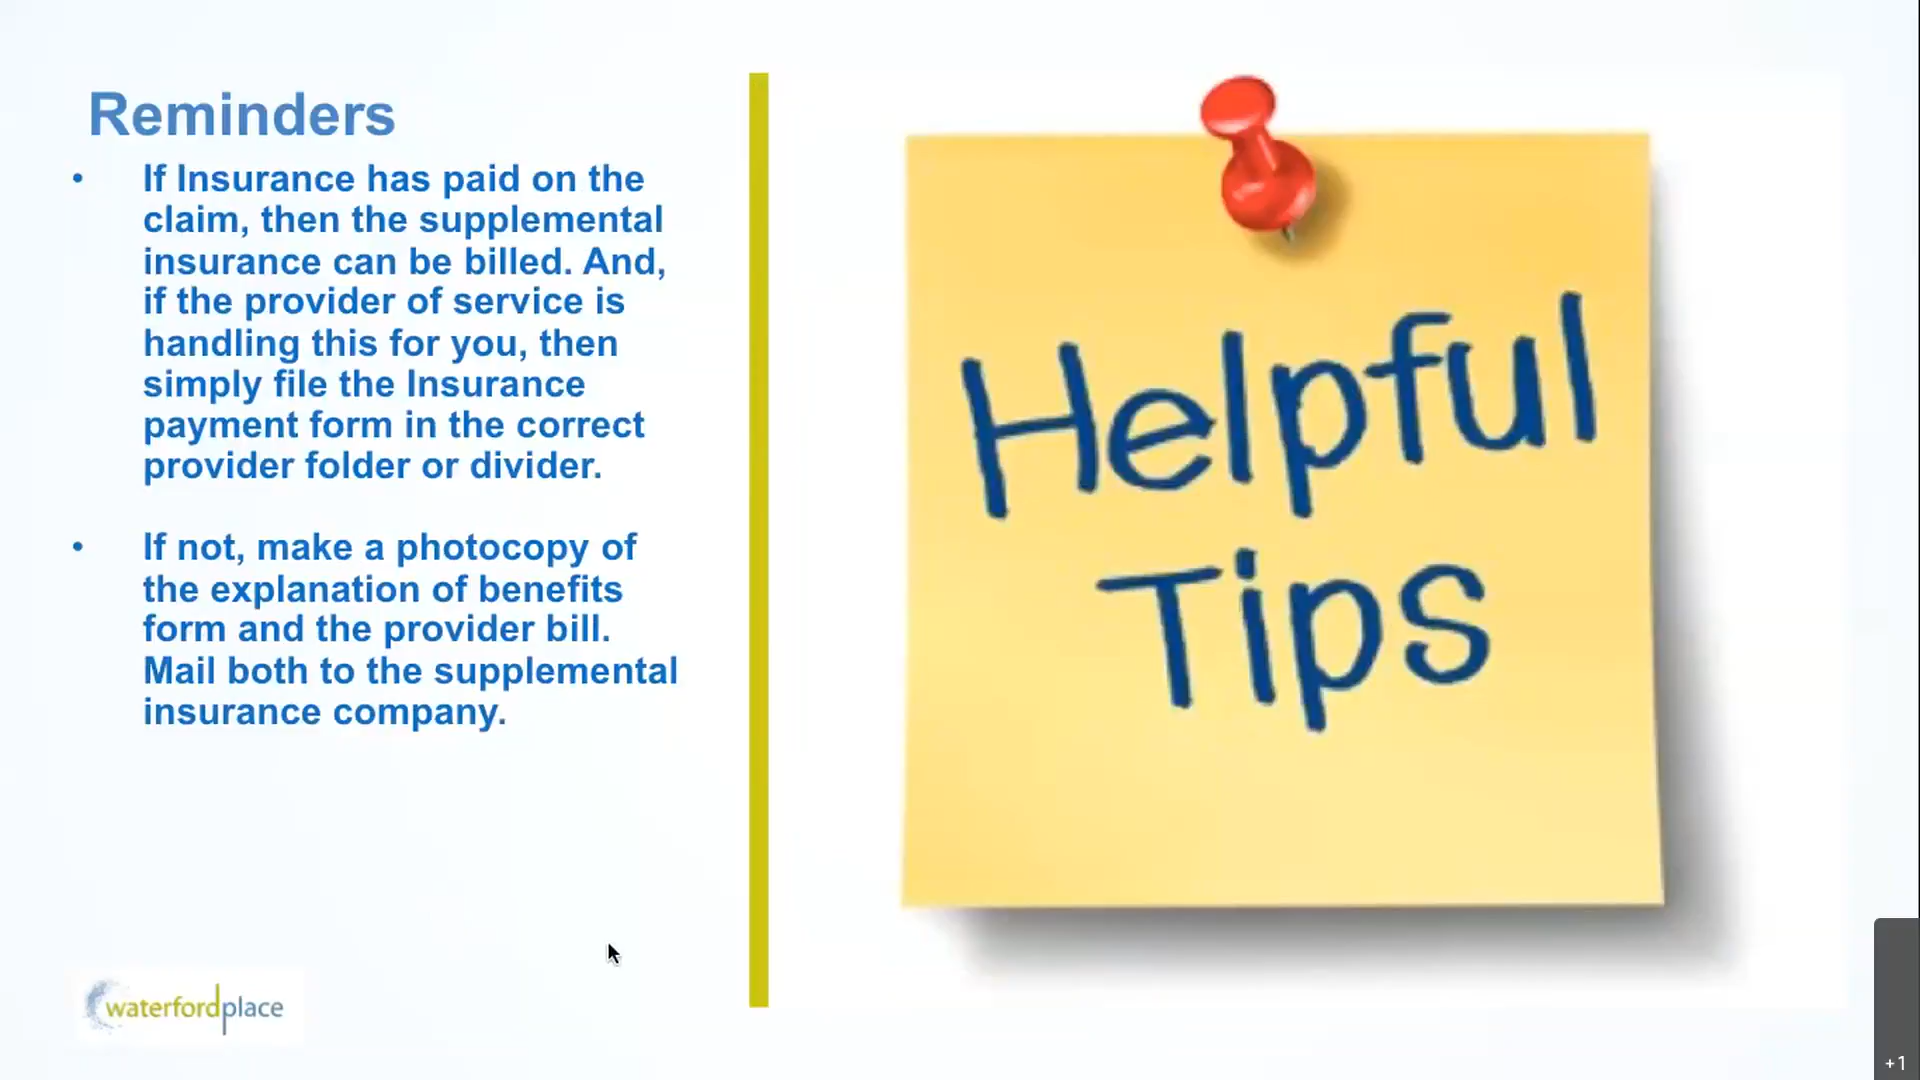 Reminders
• If Insurance has paid on the
claim, then the supplemental
insurance can be billed. And,
if the provider of service is
handling this for you, then
simply file the Insurance
payment form in the correct
provider folder or divider.
• If not, make a photocopy of
the explanation of benefits
form and the provider bill.
Mail both to the supplemental
insurance company.
Helpful
Tips
waterfordplace
+1